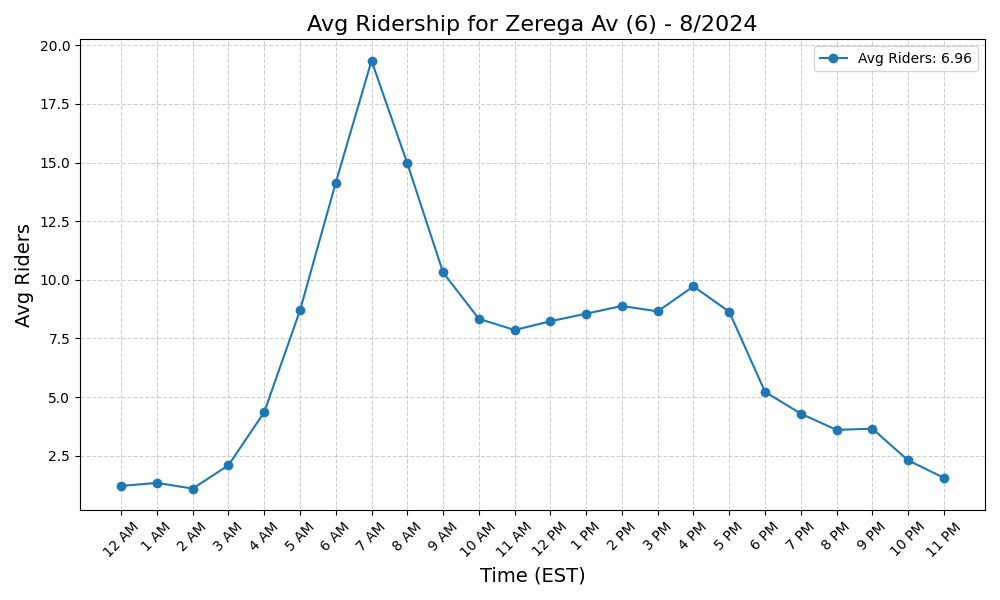 Avg Ridership for Zerega Av (6) - 8/2024
Avg Riders: 6.96
Avg Riders
20.0
17.5
15.0
12.5
10.0
7.5
5.0
2.5
12 AM
1 AM
2 AM
3 AM
4 AM
5 AM
6 AM
7 AM
8 AM
9 AM
10 AM
11 AM
12 PM
1 PM
2 PM
3 PM
4 PM
5 PM
6 PM
7 PM
8 PM
9 PM
10 PM
11 PM
Time (EST)